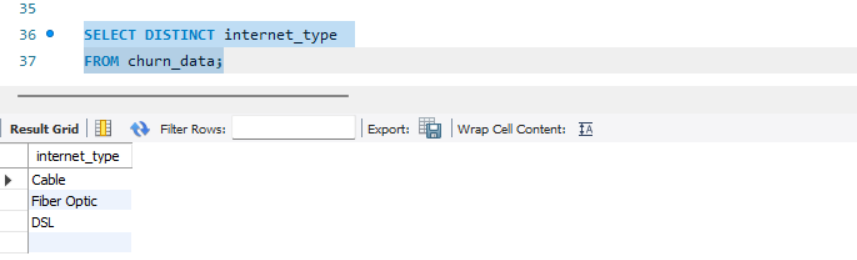 35
36 SELECT DISTINCT internet_type
37 FROM churn_data;
Result Grid Filter Rows: Export: Wrap Cell Content: IA
internet_type
Cable
Fiber Optic
DSL